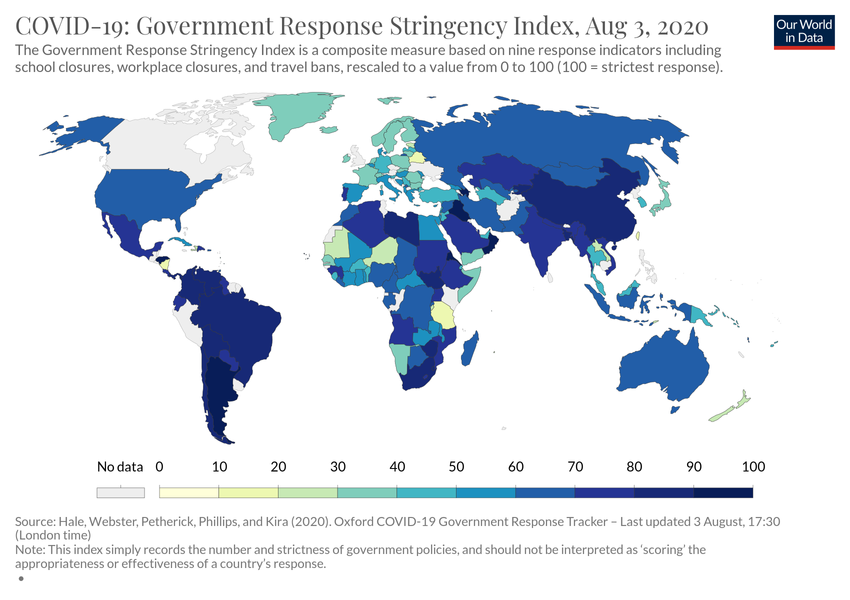 COVID-19: Government Response Stringency Index, Aug 3, 2020
Our World
in Data
The Government Response Stringency Index is a composite measure based on nine response indicators including
school closures, workplace closures, and travel bans, rescaled to a value from 0 to 100 (100 = strictest response).
No data 0 10 20 30 40 50 60 70 80 90 100
Source: Hale, Webster, Petherick, Phillips, and Kira (2020). Oxford COVID-19 Government Response Tracker – Last updated 3 August, 17:30
(London time)
Note: This index simply records the number and strictness of government policies, and should not be interpreted as ‘scoring’ the
appropriateness or effectiveness of a country's response.